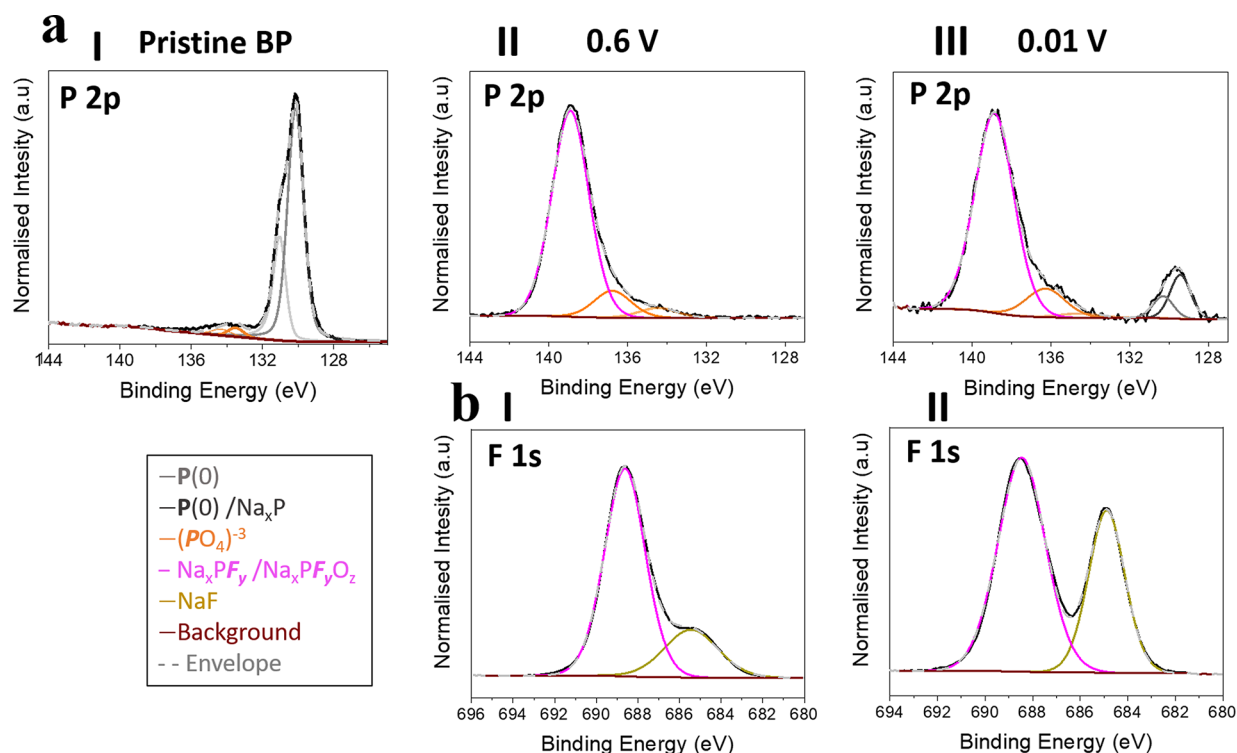 a I Pristine BP
II 0.6 V
III 0.01 V
P 2p
Normalised Intesity (a.u)
144 140 136 132 128
Binding Energy (eV)
P 2p
Normalised Intesity (a.u)
144 140 136 132 128
Binding Energy (eV)
P 2p
Normalised Intesity (a.u)
144 140 136 132 128
Binding Energy (eV)
P(0)
P(0) /NaₓP
(PO₄)⁻³
NaₓPFᵧ /NaₓPFᵧO_z
NaF
Background
Envelope
b I
F 1s
Normalised Intesity (a.u)
696 694 692 690 688 686 684 682 680
Binding Energy (eV)
II
F 1s
Normalised Intesity (a.u)
694 692 690 688 686 684 682 680
Binding Energy (eV)